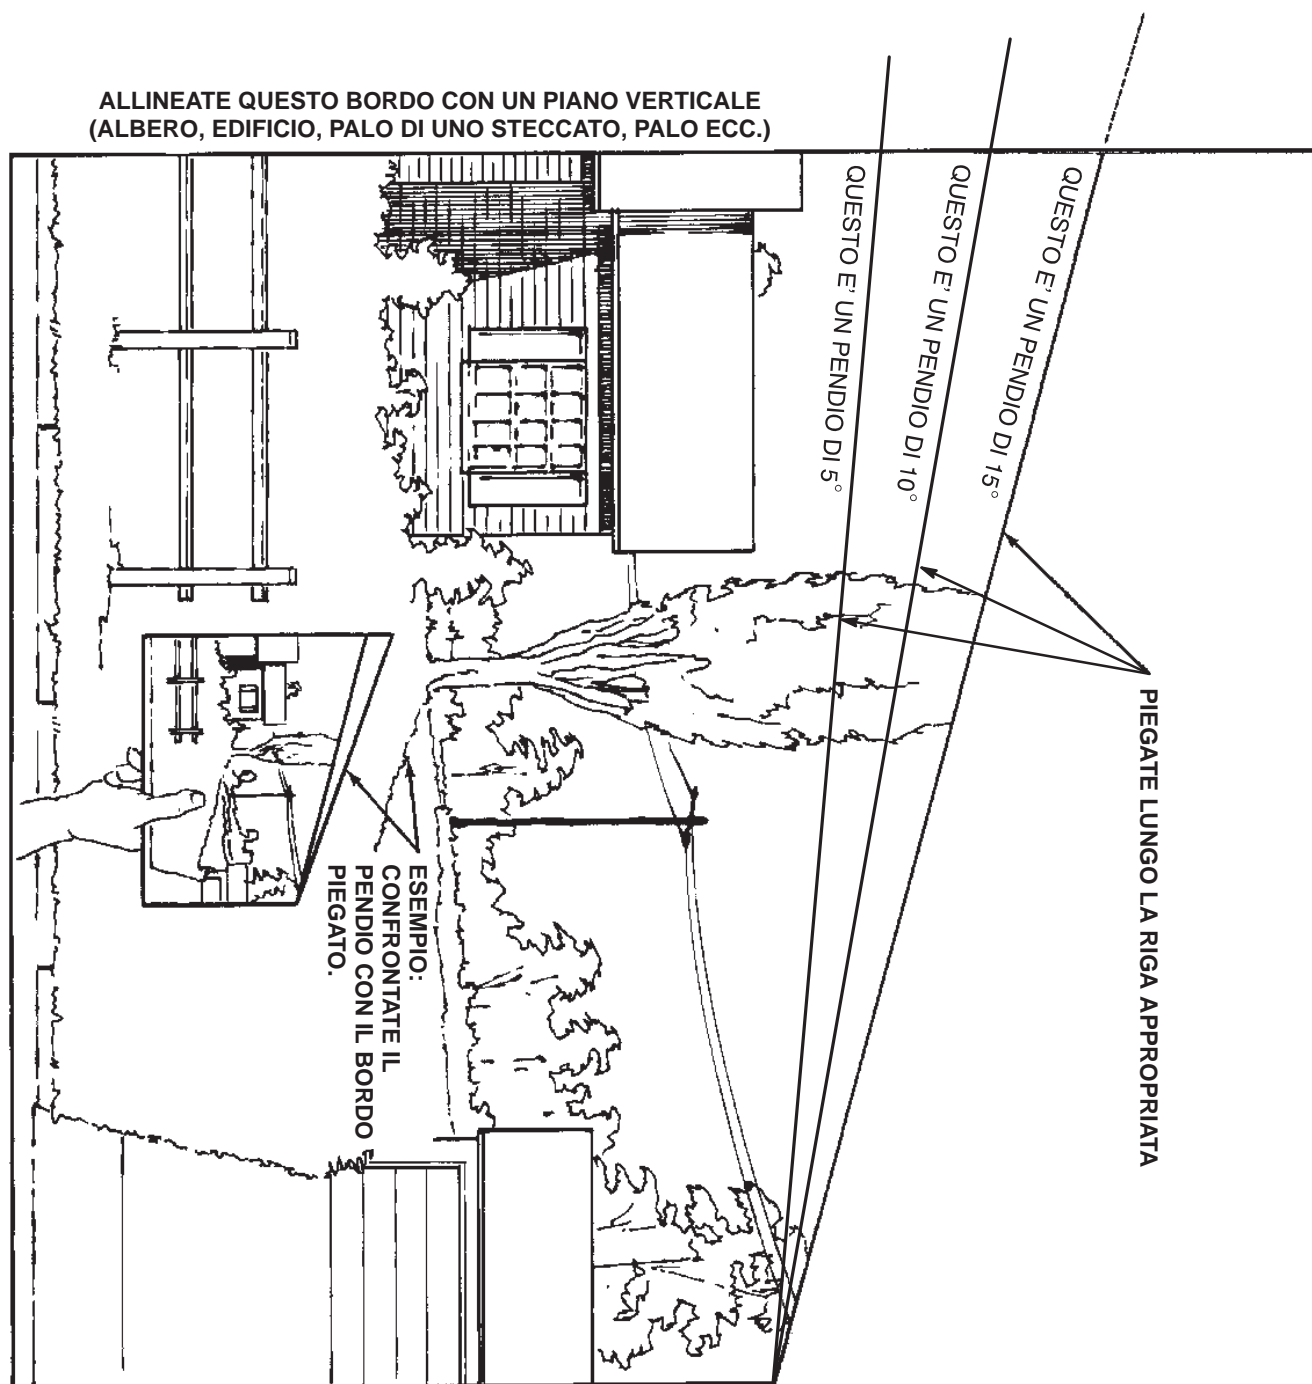 ALLINEATE QUESTO BORDO CON UN PIANO VERTICALE
(ALBERO, EDIFICIO, PALO DI UNO STECCATO, PALO ECC.)
QUESTO E' UN PENDIO DI 5°
QUESTO E' UN PENDIO DI 10°
QUESTO E' UN PENDIO DI 15°
PIEGATE LUNGO LA RIGA APPROPRIATA
ESEMPIO:
CONFRONTATE IL
PENDIO CON IL BORDO
PIEGATO.